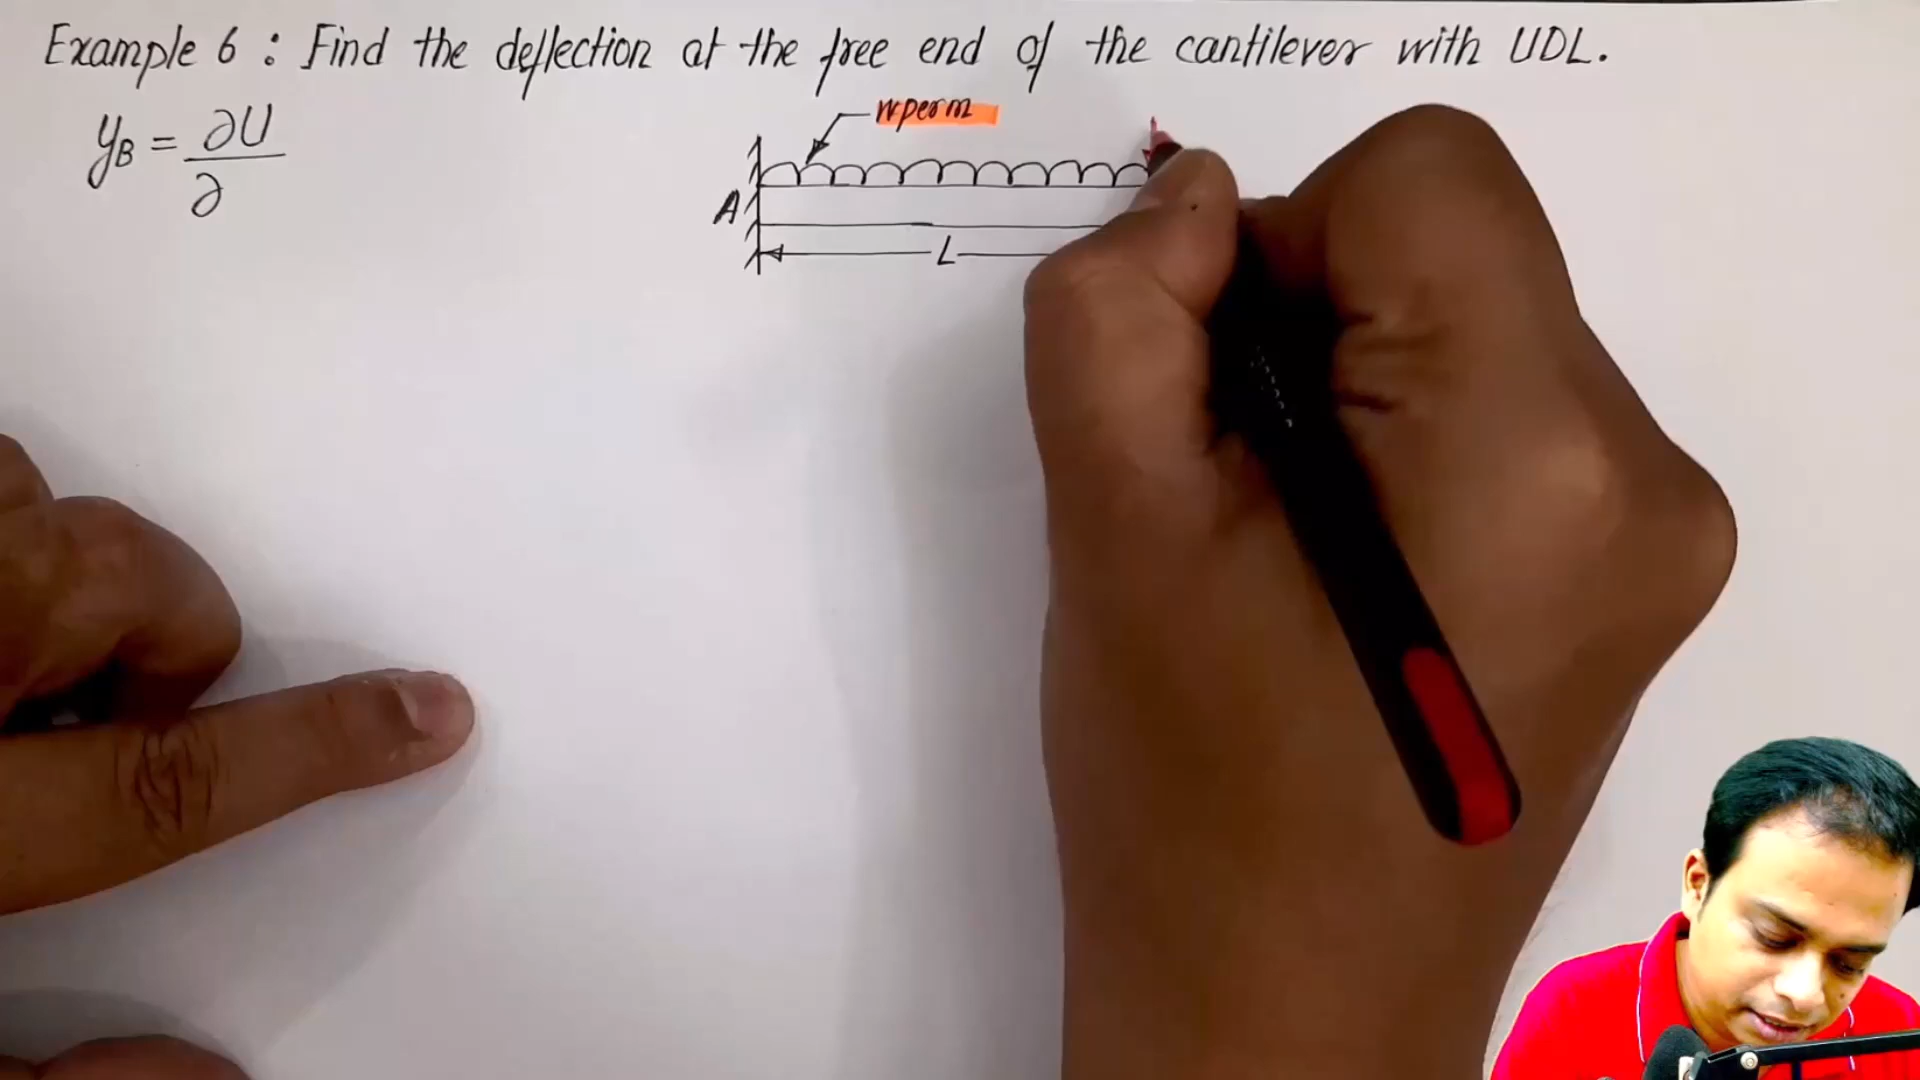 Example 6 : Find the deflection at the free end of the cantilever with UDL.
w per m
yB = ∂U
∂
A
L